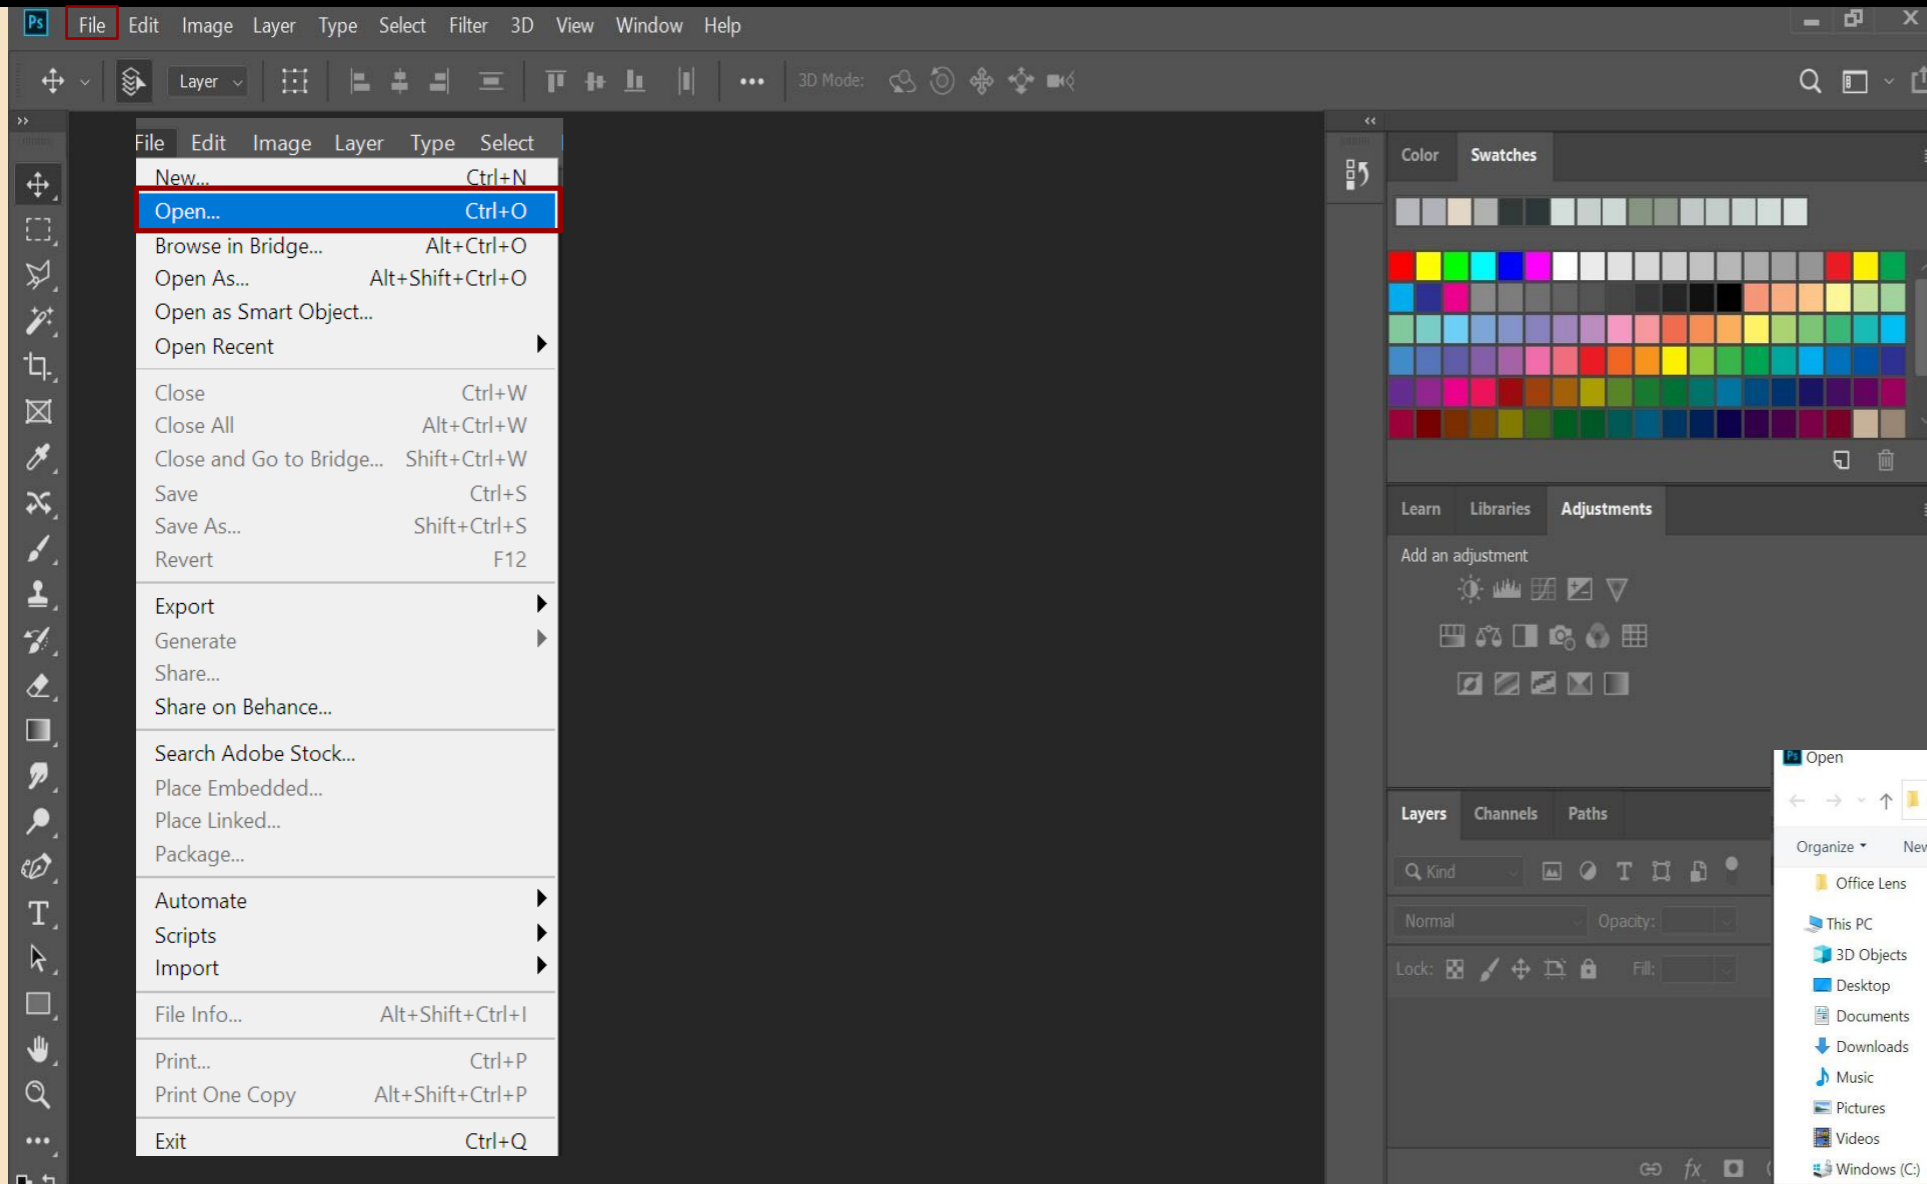 Ps File Edit Image Layer Type Select Filter 3D View Window Help
Layer 3D Mode:
File Edit Image Layer Type Select
New... Ctrl+N
Open... Ctrl+O
Browse in Bridge... Alt+Ctrl+O
Open As... Alt+Shift+Ctrl+O
Open as Smart Object...
Open Recent
Close Ctrl+W
Close All Alt+Ctrl+W
Close and Go to Bridge... Shift+Ctrl+W
Save Ctrl+S
Save As... Shift+Ctrl+S
Revert F12
Export
Generate
Share...
Share on Behance...
Search Adobe Stock...
Place Embedded...
Place Linked...
Package...
Automate
Scripts
Import
File Info... Alt+Shift+Ctrl+I
Print... Ctrl+P
Print One Copy Alt+Shift+Ctrl+P
Exit Ctrl+Q
Color Swatches
Learn Libraries Adjustments
Add an adjustment
Layers Channels Paths
Kind
Normal Opacity:
Lock: Fill:
fx
Ps Open
Organize New
Office Lens
This PC
3D Objects
Desktop
Documents
Downloads
Music
Pictures
Videos
Windows (C:)